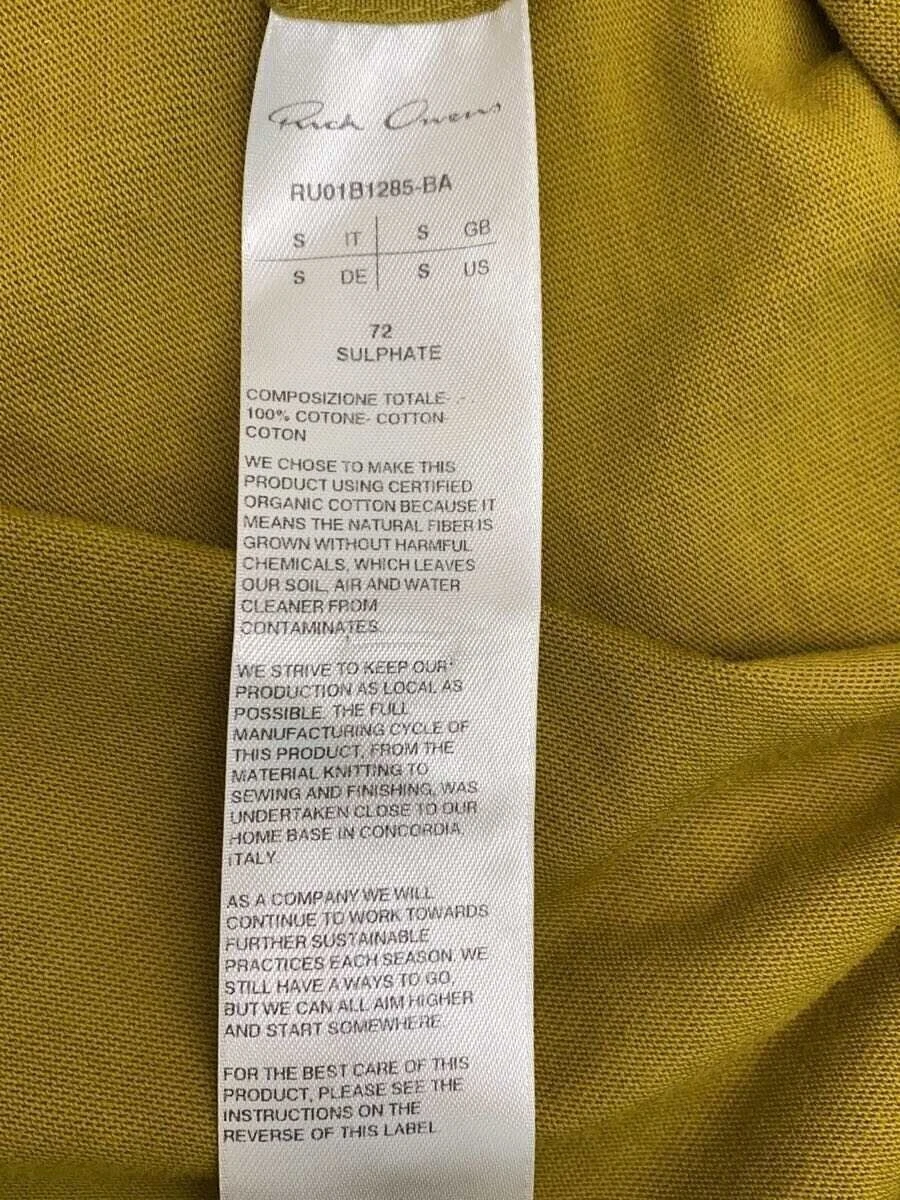 Rick Owens
RU01B1285-BA
S IT S GB
S DE S US
72
SULPHATE
COMPOSIZIONE TOTALE- -
100% COTONE- COTTON-
COTON
WE CHOSE TO MAKE THIS
PRODUCT USING CERTIFIED
ORGANIC COTTON BECAUSE IT
MEANS THE NATURAL FIBER IS
GROWN WITHOUT HARMFUL
CHEMICALS, WHICH LEAVES
OUR SOIL, AIR AND WATER
CLEANER FROM
CONTAMINATES.
WE STRIVE TO KEEP OUR
PRODUCTION AS LOCAL AS
POSSIBLE. THE FULL
MANUFACTURING CYCLE OF
THIS PRODUCT, FROM THE
MATERIAL KNITTING TO
SEWING AND FINISHING, WAS
UNDERTAKEN CLOSE TO OUR
HOME BASE IN CONCORDIA,
ITALY.
AS A COMPANY WE WILL
CONTINUE TO WORK TOWARDS
FURTHER SUSTAINABLE
PRACTICES EACH SEASON. WE
STILL HAVE A WAYS TO GO,
BUT WE CAN ALL AIM HIGHER
AND START SOMEWHERE.
FOR THE BEST CARE OF THIS
PRODUCT, PLEASE SEE THE
INSTRUCTIONS ON THE
REVERSE OF THIS LABEL.